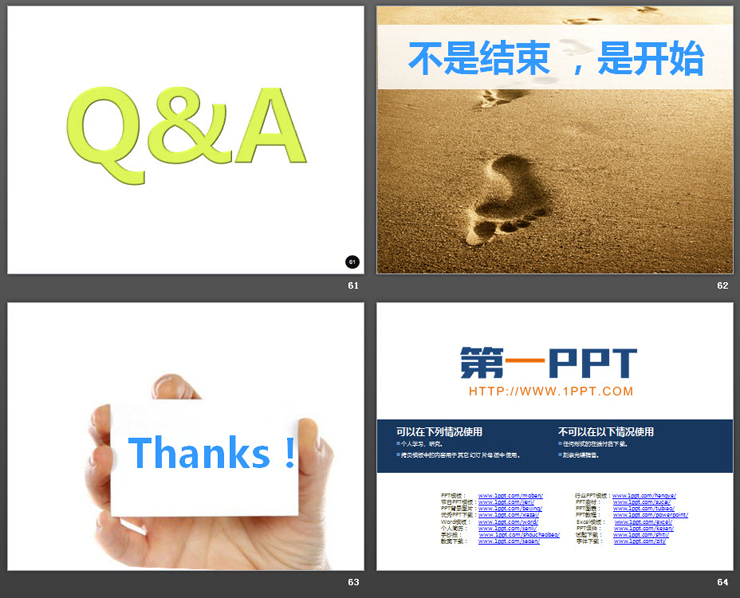 Q&A
61
61
不是结束 ，是开始
62
Thanks !
63
第一PPT
HTTP://WWW.1PPT.COM
可以在下列情况使用
个人学习、研究。
拷贝模板中的内容用于其它幻灯片母版中使用。
不可以在以下情况使用
任何形式的在线付费下载。
刻录光碟销售。
PPT模板： www.1ppt.com/moban/
行业PPT模板： www.1ppt.com/hangye/
节日PPT模板： www.1ppt.com/jieri/
PPT素材： www.1ppt.com/sucai/
PPT背景图片： www.1ppt.com/beijing/
PPT图表： www.1ppt.com/tubiao/
优秀PPT下载： www.1ppt.com/xiazai/
PPT教程： www.1ppt.com/powerpoint/
Word教程： www.1ppt.com/word/
Excel教程： www.1ppt.com/excel/
个人简历： www.1ppt.com/jianli/
PPT课件： www.1ppt.com/kejian/
手抄报： www.1ppt.com/shouchaobao/
试题下载： www.1ppt.com/shiti/
教案下载： www.1ppt.com/jiaoan/
字体下载： www.1ppt.com/ziti/
64